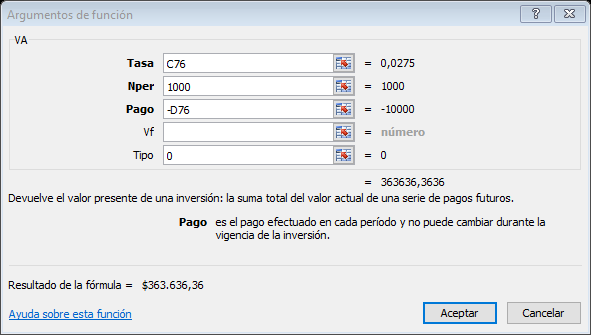 Argumentos de función
VA
Tasa C76 = 0,0275
Nper 1000 = 1000
Pago -D76 = -10000
Vf = número
Tipo 0 = 0
= 363636,3636
Devuelve el valor presente de una inversión: la suma total del valor actual de una serie de pagos futuros.
Pago es el pago efectuado en cada período y no puede cambiar durante la
vigencia de la inversión.
Resultado de la fórmula = $363.636,36
Ayuda sobre esta función
Aceptar Cancelar